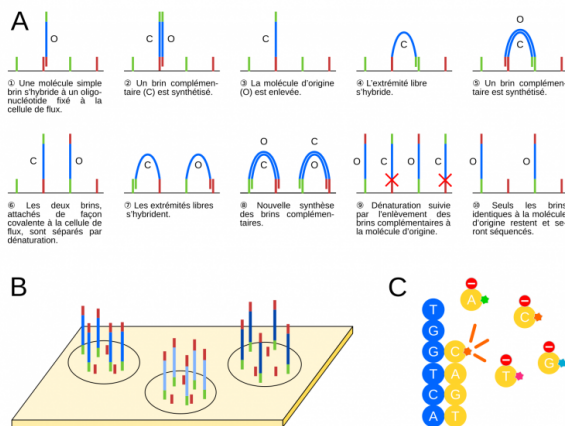 A
O
C O
C
C
O
C
① Une molécule simple
brin s'hybride à un oligo-
nucléotide fixé à la
cellule de flux.
② Un brin complémen-
taire (C) est synthétisé.
③ La molécule d'origine
(O) est enlevée.
④ L'extrémité libre
s'hybride.
⑤ Un brin complémen-
taire est synthétisé.
C O
C C
O O
C C
O C O C
O O
⑥ Les deux brins,
attachés de façon
covalente à la cellule de
flux, sont séparés par
dénaturation.
⑦ Les extrémités libres
s'hybrident.
⑧ Nouvelle synthèse
des brins complémen-
taires.
⑨ Dénaturation suivie
par l'enlèvement des
brins complémentaires à
la molécule d'origine.
⑩ Seuls les brins
identiques à la molécule
d'origine restent et se-
ront séquencés.
B
C
T
G
G
T
C
A
C
A
G
T
A
C
T
G